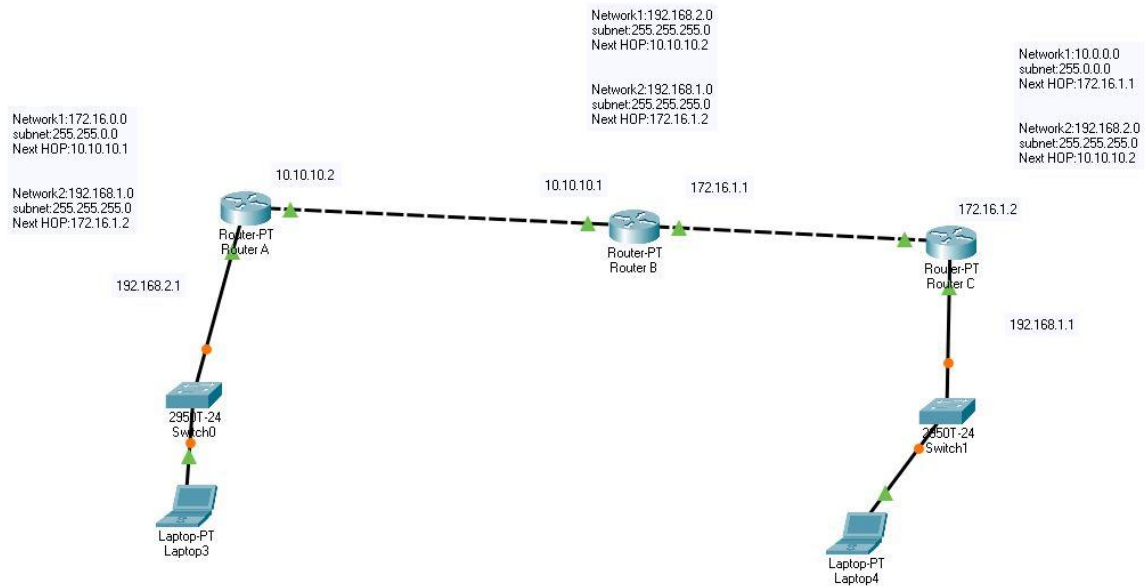 Network1:192.168.2.0
subnet:255.255.255.0
Next HOP:10.10.10.2
Network2:192.168.1.0
subnet:255.255.255.0
Next HOP:172.16.1.2
Network1:10.0.0.0
subnet:255.0.0.0
Next HOP:172.16.1.1
Network2:192.168.2.0
subnet:255.255.255.0
Next HOP:10.10.10.2
Network1:172.16.0.0
subnet:255.255.0.0
Next HOP:10.10.10.1
Network2:192.168.1.0
subnet:255.255.255.0
Next HOP:172.16.1.2
10.10.10.2
10.10.10.1
172.16.1.1
172.16.1.2
Router-PT
Router A
Router-PT
Router B
Router-PT
Router C
192.168.2.1
192.168.1.1
2950T-24
Switch0
2950T-24
Switch1
Laptop-PT
Laptop3
Laptop-PT
Laptop4